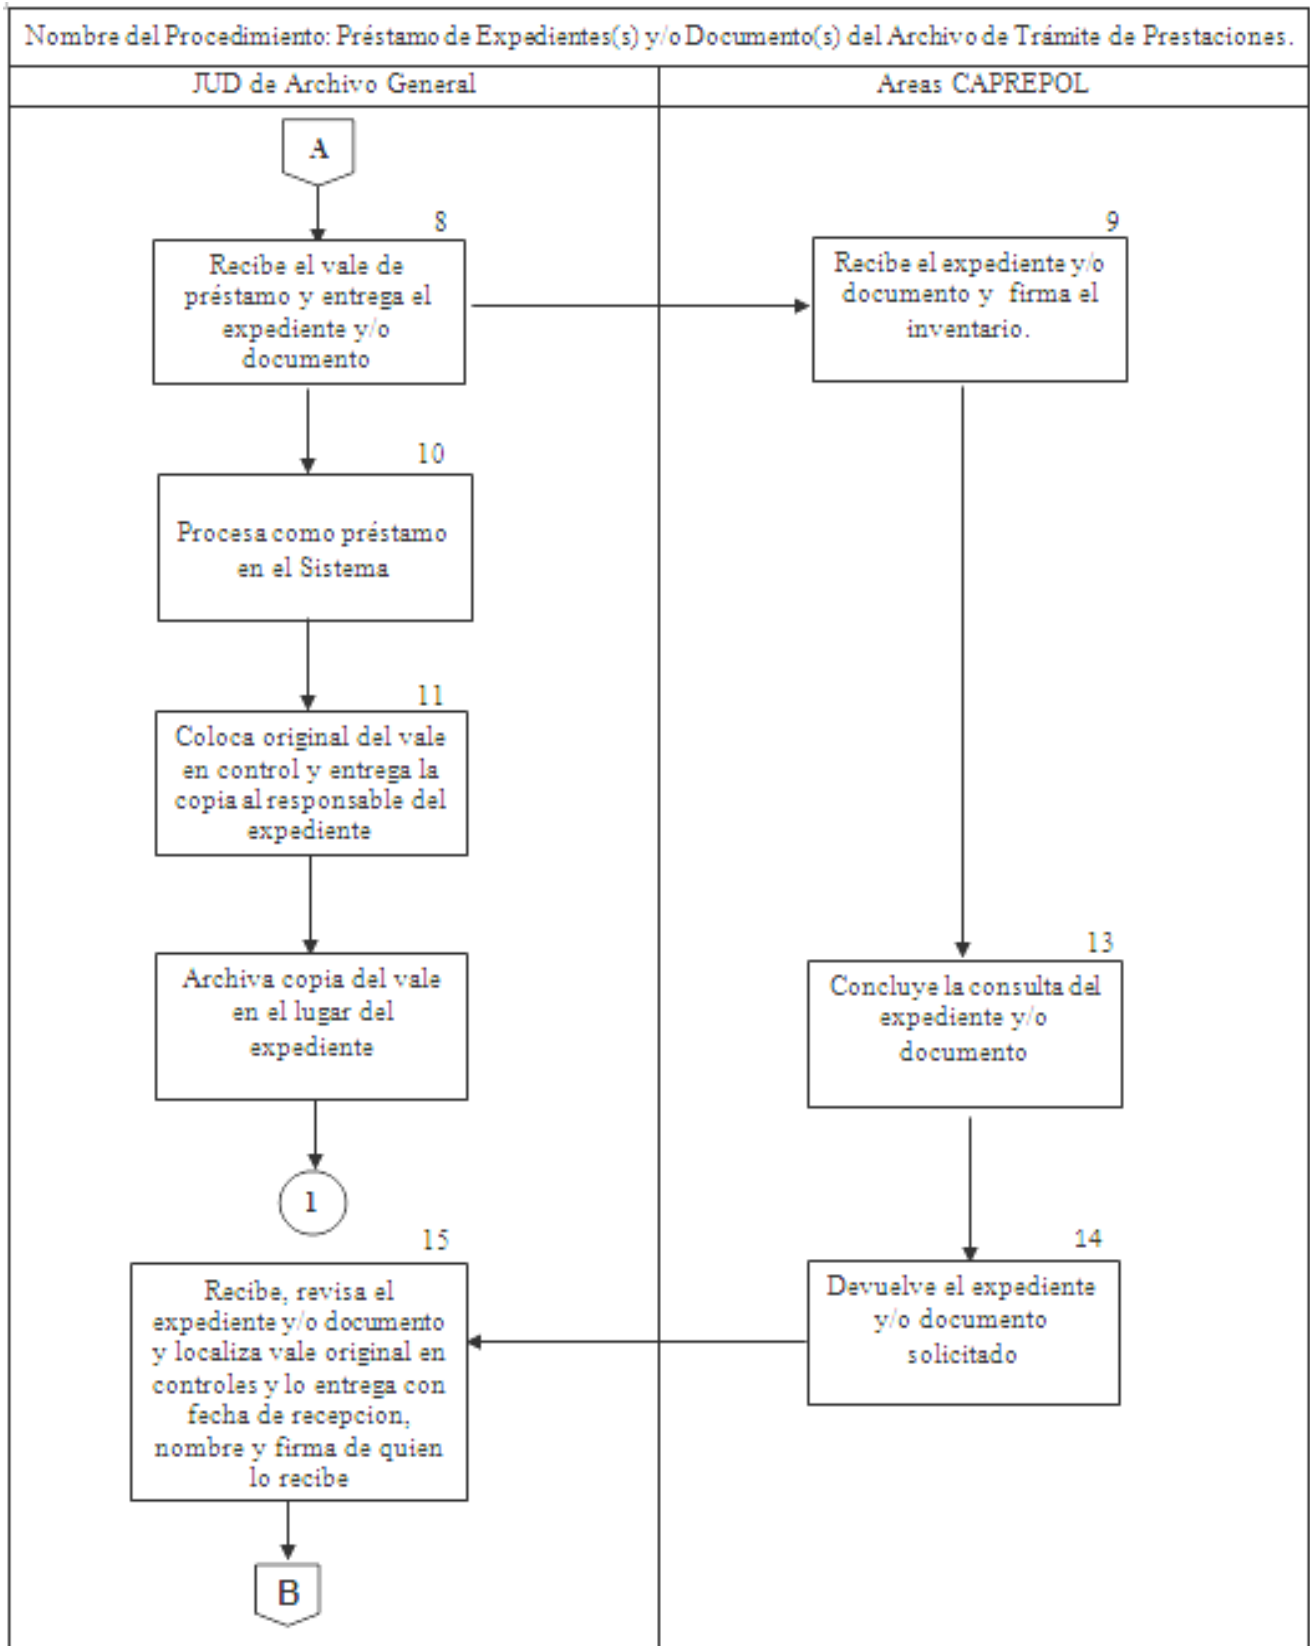 Nombre del Procedimiento: Préstamo de Expedientes(s) y/o Documento(s) del Archivo de Trámite de Prestaciones.
JUD de Archivo General
Areas CAPREPOL
A
8
Recibe el vale de
préstamo y entrega el
expediente y/o
documento
9
Recibe el expediente y/o
documento y firma el
inventario.
10
Procesa como préstamo
en el Sistema
11
Coloca original del vale
en control y entrega la
copia al responsable del
expediente
Archiva copia del vale
en el lugar del
expediente
13
Concluye la consulta del
expediente y/o
documento
1
14
Devuelve el expediente
y/o documento
solicitado
15
Recibe, revisa el
expediente y/o documento
y localiza vale original en
controles y lo entrega con
fecha de recepcion,
nombre y firma de quien
lo recibe
B